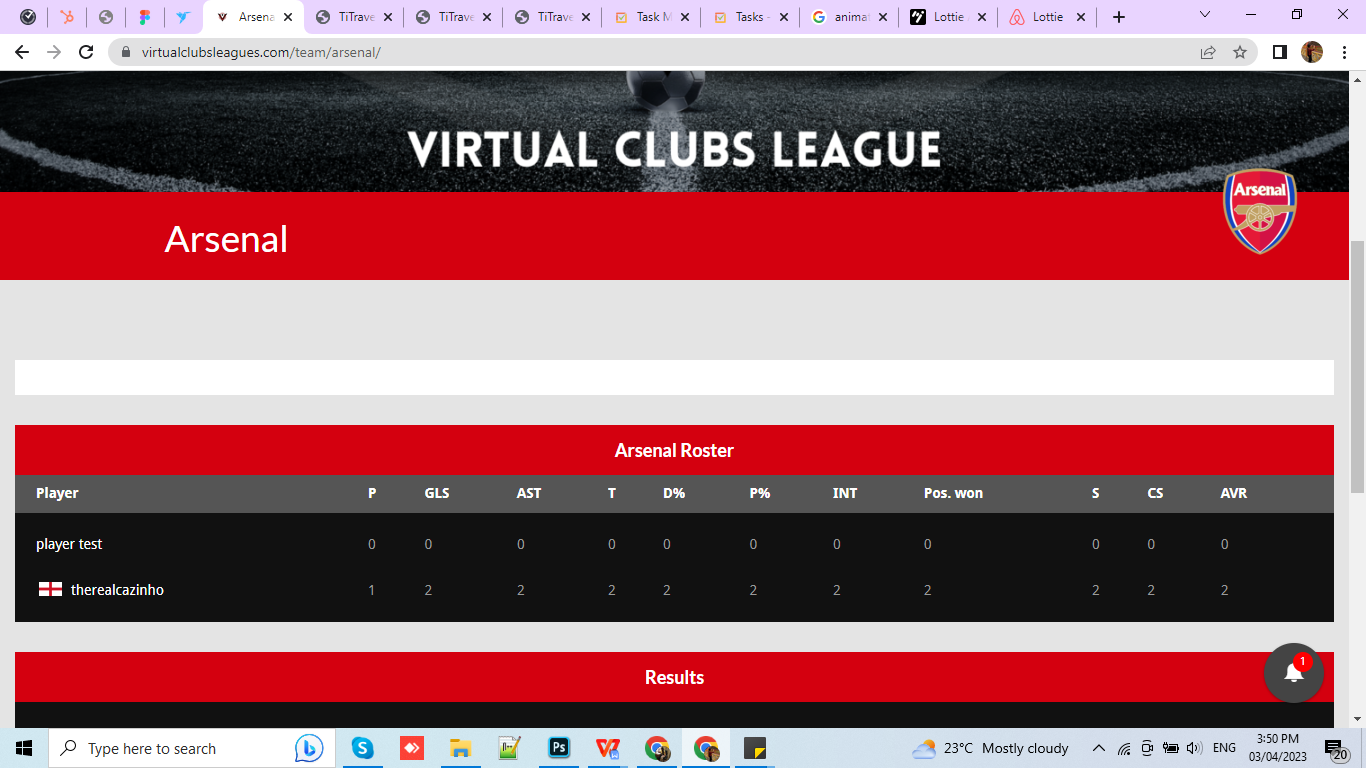 Arsena
TiTrave
TiTrave
TiTrave
Task M
Tasks -
animat
Lottie
Lottie
virtualclubsleagues.com/team/arsenal/
VIRTUAL CLUBS LEAGUE
Arsenal
Arsenal
Arsenal Roster
Player P GLS AST T D% P% INT Pos. won S CS AVR
player test 0 0 0 0 0 0 0 0 0 0 0
therealcazinho 1 2 2 2 2 2 2 2 2 2 2
Results
1
Type here to search
Ps
23°C Mostly cloudy
ENG
3:50 PM
03/04/2023
20